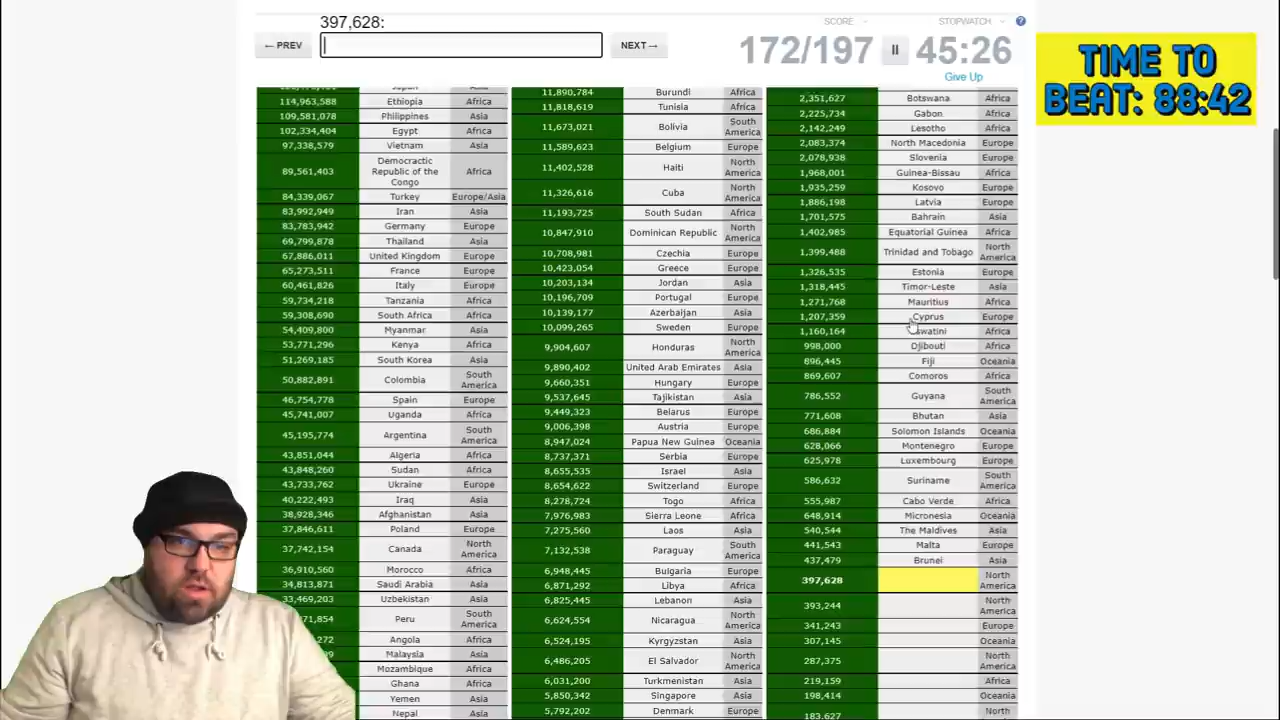 397,628:
← PREV
NEXT →
SCORE
172/197
STOPWATCH
45:26
Give Up
TIME TO
BEAT: 88:42
114,963,588 Ethiopia Africa
109,581,078 Philippines Asia
102,334,404 Egypt Africa
97,338,579 Vietnam Asia
89,561,403 Democratic Republic of the Congo Africa
84,339,067 Turkey Europe/Asia
83,992,949 Iran Asia
83,783,942 Germany Europe
69,799,878 Thailand Asia
67,886,011 United Kingdom Europe
65,273,511 France Europe
60,461,826 Italy Europe
59,734,218 Tanzania Africa
59,308,690 South Africa Africa
54,409,800 Myanmar Asia
53,771,296 Kenya Africa
51,269,185 South Korea Asia
50,882,891 Colombia South America
46,754,778 Spain Europe
45,741,007 Uganda Africa
45,195,774 Argentina South America
43,851,044 Algeria Africa
43,848,260 Sudan Africa
43,733,762 Ukraine Europe
40,222,493 Iraq Asia
38,928,346 Afghanistan Asia
37,846,611 Poland Europe
37,742,154 Canada North America
36,910,560 Morocco Africa
34,813,871 Saudi Arabia Asia
33,469,203 Uzbekistan Asia
71,854 Peru South America
272 Angola Africa
Malaysia Asia
Mozambique Africa
Ghana Africa
Yemen Asia
Nepal Asia
11,890,784 Burundi Africa
11,818,619 Tunisia Africa
11,673,021 Bolivia South America
11,589,623 Belgium Europe
11,402,528 Haiti North America
11,326,616 Cuba North America
11,193,725 South Sudan Africa
10,847,910 Dominican Republic North America
10,708,981 Czechia Europe
10,423,054 Greece Europe
10,203,134 Jordan Asia
10,196,709 Portugal Europe
10,139,177 Azerbaijan Asia
10,099,265 Sweden Europe
9,904,607 Honduras North America
9,890,402 United Arab Emirates Asia
9,660,351 Hungary Europe
9,537,645 Tajikistan Asia
9,449,323 Belarus Europe
9,006,398 Austria Europe
8,947,024 Papua New Guinea Oceania
8,737,371 Serbia Europe
8,655,535 Israel Asia
8,654,622 Switzerland Europe
8,278,724 Togo Africa
7,976,983 Sierra Leone Africa
7,275,560 Laos Asia
7,132,538 Paraguay South America
6,948,445 Bulgaria Europe
6,871,292 Libya Africa
6,825,445 Lebanon Asia
6,624,554 Nicaragua North America
6,524,195 Kyrgyzstan Asia
6,486,205 El Salvador North America
6,031,200 Turkmenistan Asia
5,850,342 Singapore Asia
5,792,202 Denmark Europe
2,351,627 Botswana Africa
2,225,734 Gabon Africa
2,142,249 Lesotho Africa
2,083,374 North Macedonia Europe
2,078,938 Slovenia Europe
1,968,001 Guinea-Bissau Africa
1,935,259 Kosovo Europe
1,886,198 Latvia Europe
1,701,575 Bahrain Asia
1,402,985 Equatorial Guinea Africa
1,399,488 Trinidad and Tobago North America
1,326,535 Estonia Europe
1,318,445 Timor-Leste Asia
1,271,768 Mauritius Africa
1,207,359 Cyprus Europe
1,160,164 swatini Africa
998,000 Djibouti Africa
896,445 Fiji Oceania
869,607 Comoros Africa
786,552 Guyana South America
771,608 Bhutan Asia
686,884 Solomon Islands Oceania
628,066 Montenegro Europe
625,978 Luxembourg Europe
586,632 Suriname South America
555,987 Cabo Verde Africa
648,914 Micronesia Oceania
540,544 The Maldives Asia
441,543 Malta Europe
437,479 Brunei Asia
397,628 North America
393,244 North America
341,243 Europe
307,145 Oceania
287,375 North America
219,159 Africa
198,414 Oceania
183,627 North